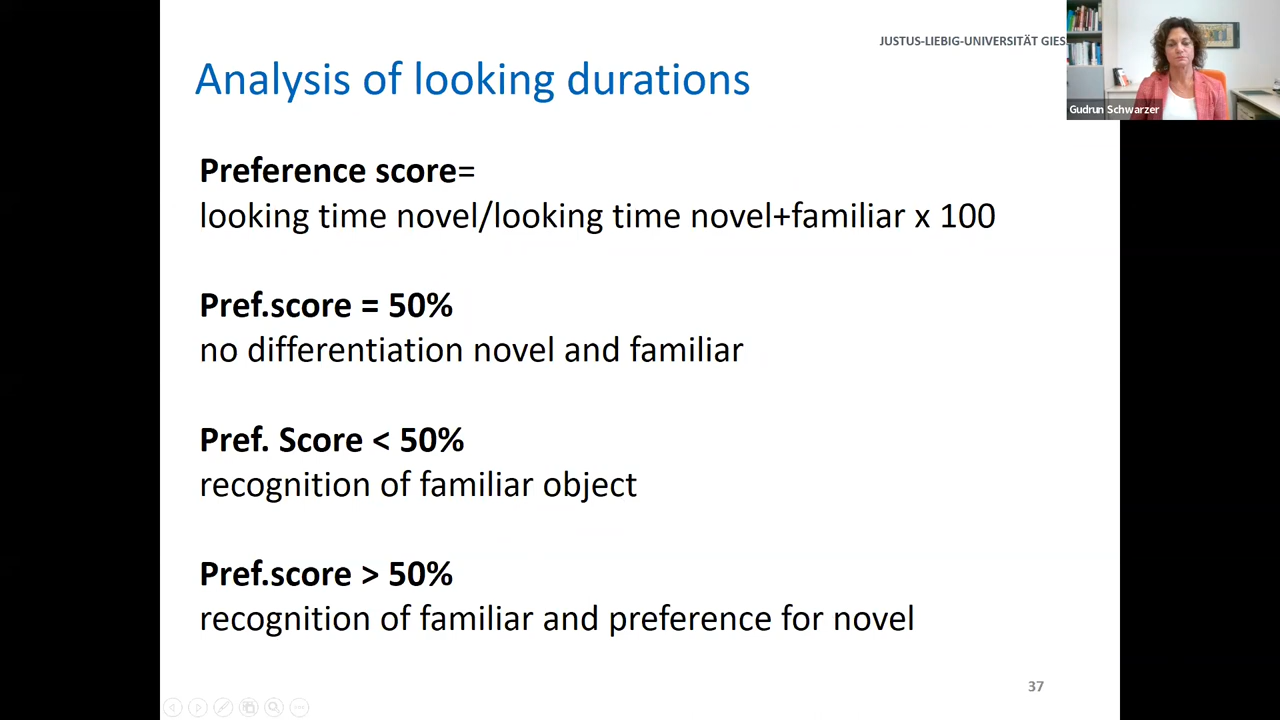 JUSTUS-LIEBIG-UNIVERSITÄT GIES
Gudrun Schwarzer
Analysis of looking durations
Preference score=
looking time novel/looking time novel+familiar x 100
Pref.score = 50%
no differentiation novel and familiar
Pref. Score < 50%
recognition of familiar object
Pref.score > 50%
recognition of familiar and preference for novel
37